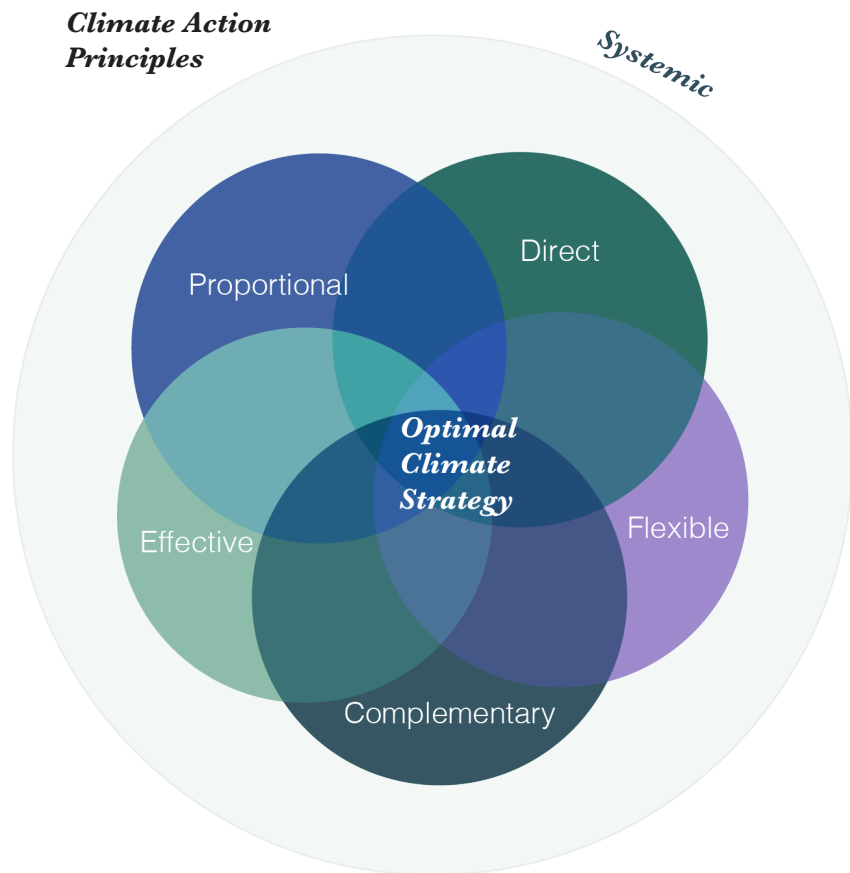 Climate Action
Principles
Systemic
Direct
Proportional
Optimal
Climate
Strategy
Flexible
Effective
Complementary